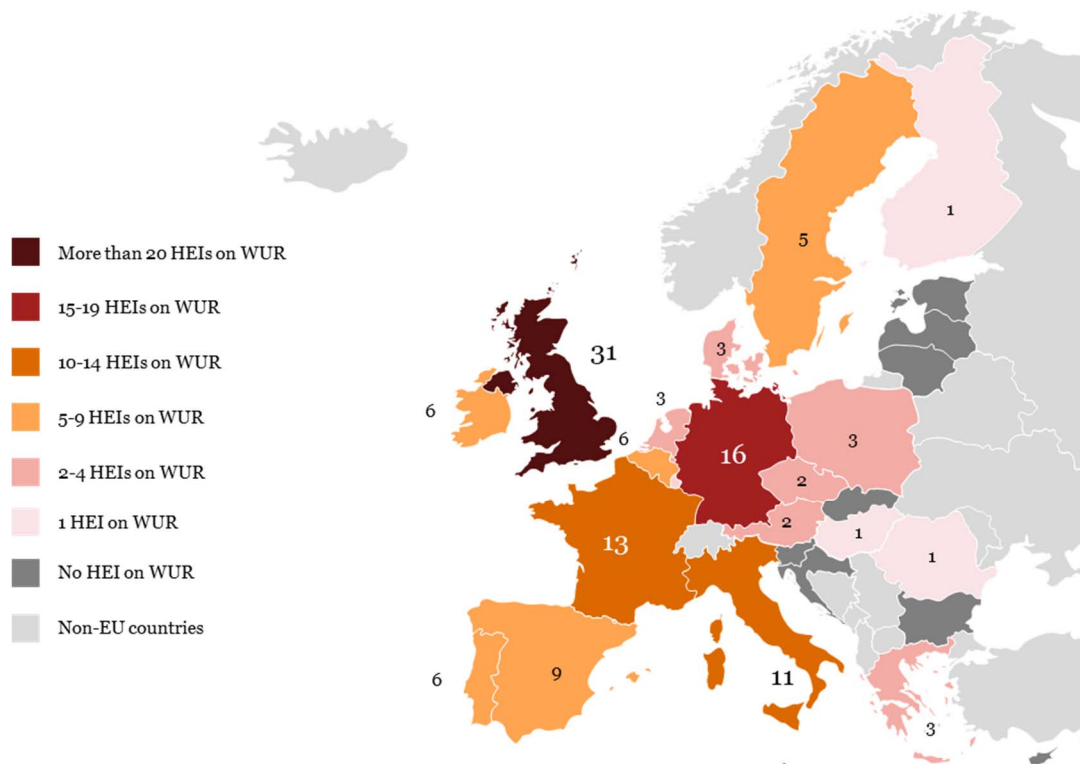 1
5
More than 20 HEIs on WUR
15-19 HEIs on WUR
31
3
10-14 HEIs on WUR
3
5-9 HEIs on WUR
6
6
16
3
2-4 HEIs on WUR
2
2
1 HEI on WUR
13
1
1
No HEI on WUR
Non-EU countries
6
9
11
3